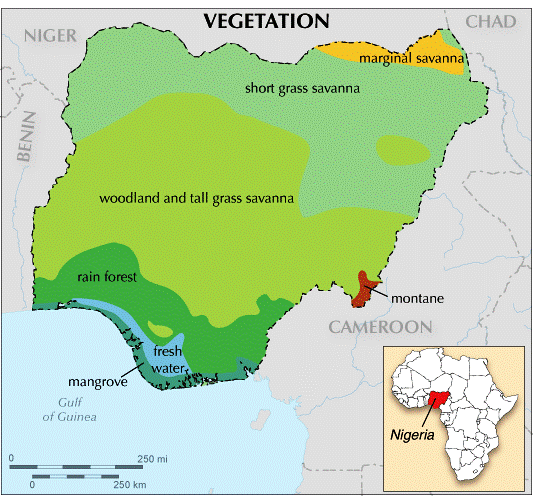 VEGETATION
NIGER
CHAD
marginal savanna
short grass savanna
BENIN
woodland and tall grass savanna
rain forest
montane
CAMEROON
fresh
water
mangrove
Gulf
of Guinea
Nigeria
0 250 mi
0 250 km